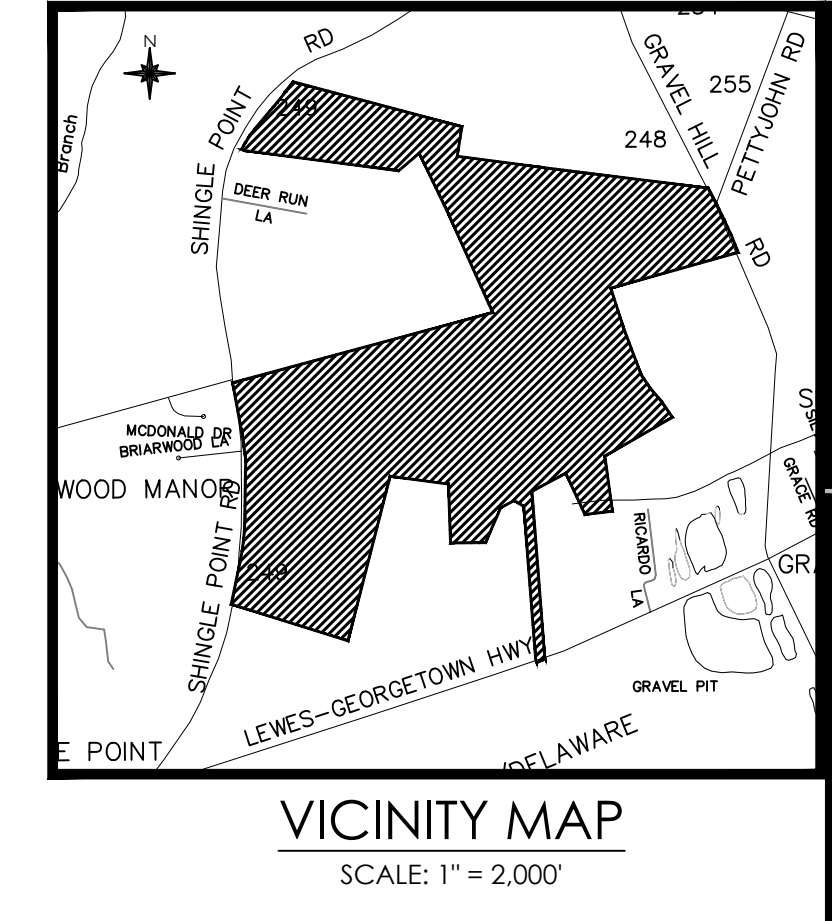 N
RD
GRAVEL HILL
RD
PETTYJOHN RD
255
248
249
Branch
SHINGLE POINT
DEER RUN
LA
MCDONALD DR
BRIARWOOD LA
WOOD MANOR
SHINGLE POINT RD
249
GRACE RD
RICARDO
LA
GRA
LEWES-GEORGETOWN HWY
GRAVEL PIT
E POINT
DELAWARE
VICINITY MAP
SCALE: 1" = 2,000'